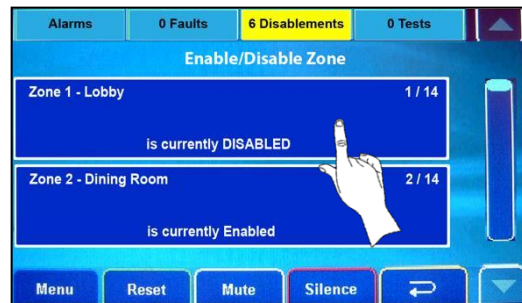 Alarms 0 Faults 6 Disablements 0 Tests
Enable/Disable Zone
Zone 1 - Lobby 1 / 14
is currently DISABLED
Zone 2 - Dining Room 2 / 14
is currently Enabled
Menu Reset Mute Silence